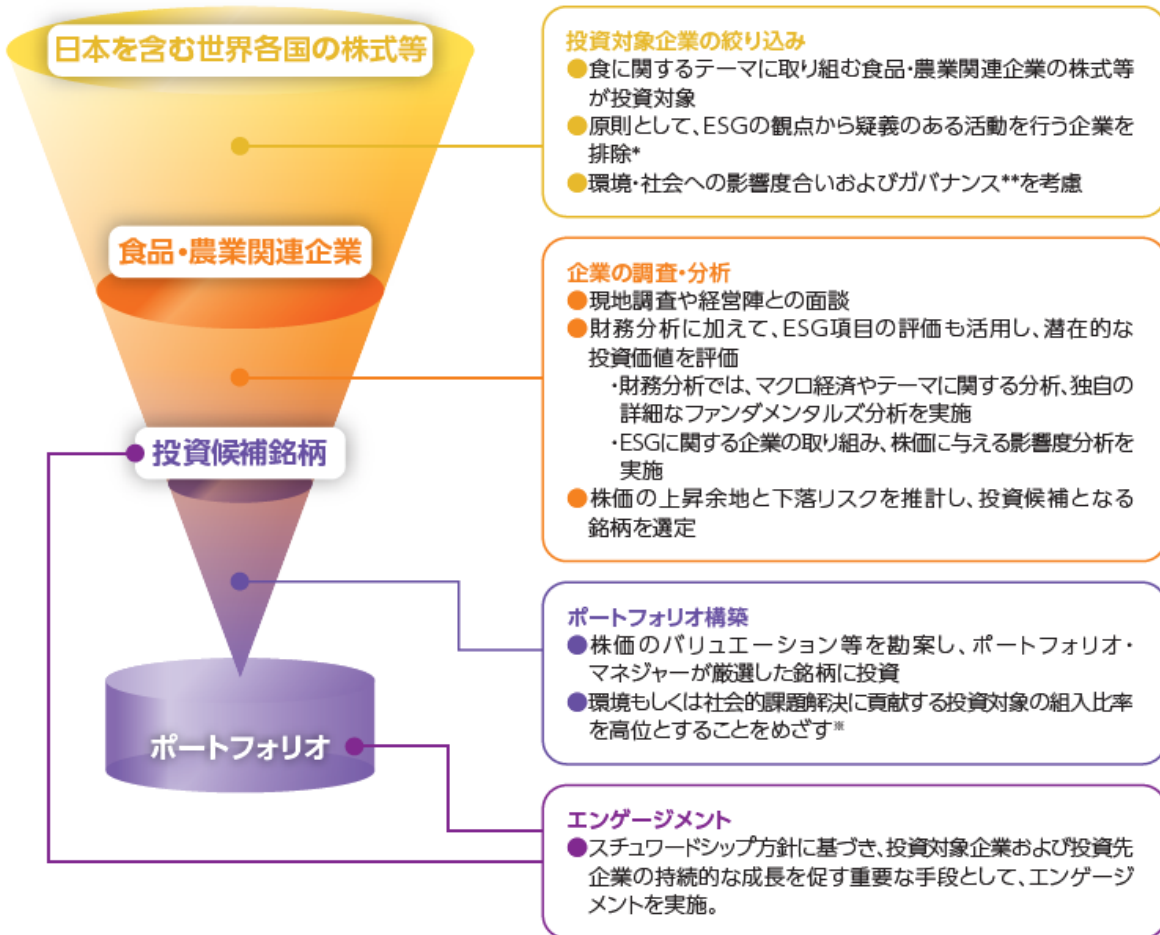 日本を含む世界各国の株式等
食品・農業関連企業
投資候補銘柄
ポートフォリオ
投資対象企業の絞り込み
●食に関するテーマに取り組む食品・農業関連企業の株式等
が投資対象
●原則として、ESGの観点から疑義のある活動を行う企業を
排除*
●環境・社会への影響度合いおよびガバナンス**を考慮
企業の調査・分析
●現地調査や経営陣との面談
●財務分析に加えて、ESG項目の評価も活用し、潜在的な
投資価値を評価
・財務分析では、マクロ経済やテーマに関する分析、独自の
詳細なファンダメンタルズ分析を実施
・ESGに関する企業の取り組み、株価に与える影響度分析を
実施
●株価の上昇余地と下落リスクを推計し、投資候補となる
銘柄を選定
ポートフォリオ構築
●株価のバリュエーション等を勘案し、ポートフォリオ・
マネジャーが厳選した銘柄に投資
●環境もしくは社会的課題解決に貢献する投資対象の組入比率
を高位とすることをめざす※
エンゲージメント
●スチュワードシップ方針に基づき、投資対象企業および投資先
企業の持続的な成長を促す重要な手段として、エンゲージ
メントを実施。